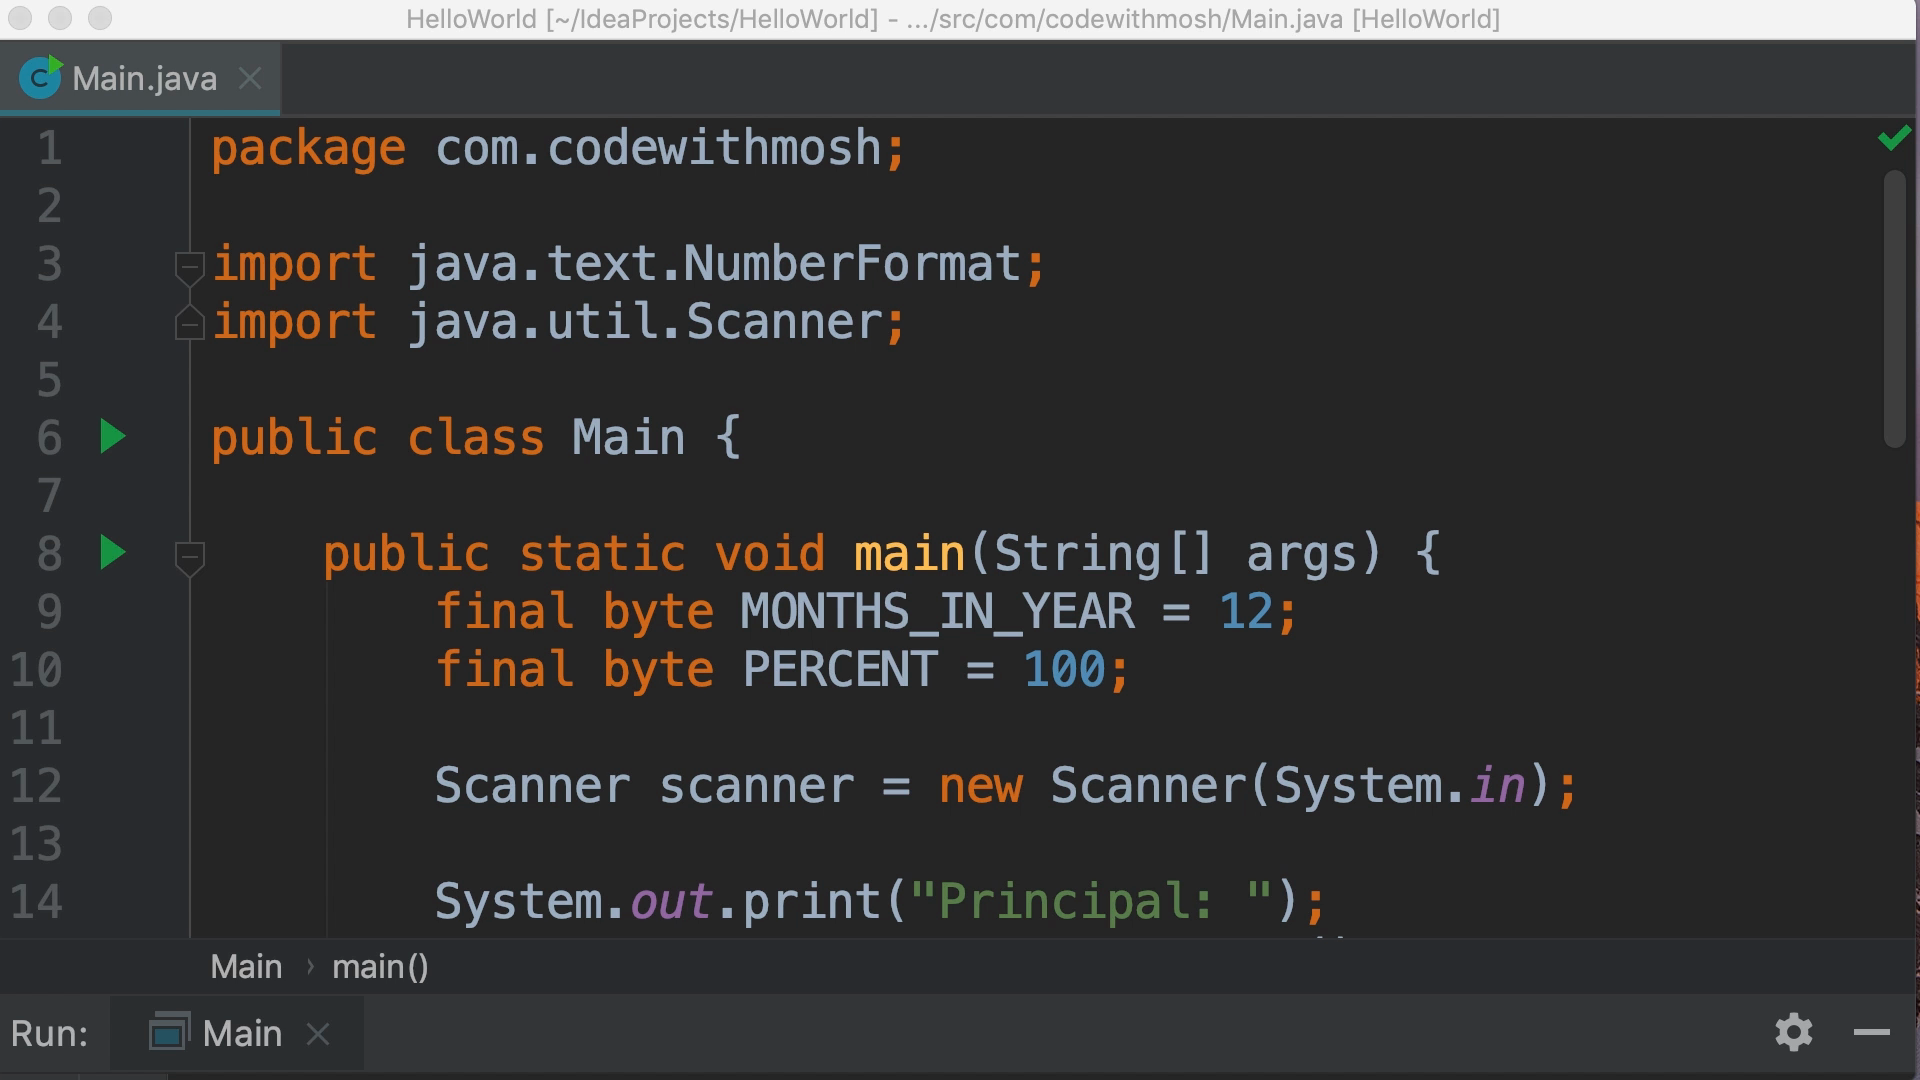 HelloWorld [~/IdeaProjects/HelloWorld] - .../src/com/codewithmosh/Main.java [HelloWorld]
Main.java
1 package com.codewithmosh;
2
3 import java.text.NumberFormat;
4 import java.util.Scanner;
5
6 public class Main {
7
8 public static void main(String[] args) {
9 final byte MONTHS_IN_YEAR = 12;
10 final byte PERCENT = 100;
11
12 Scanner scanner = new Scanner(System.in);
13
14 System.out.print("Principal: ");
Main › main()
Run: Main